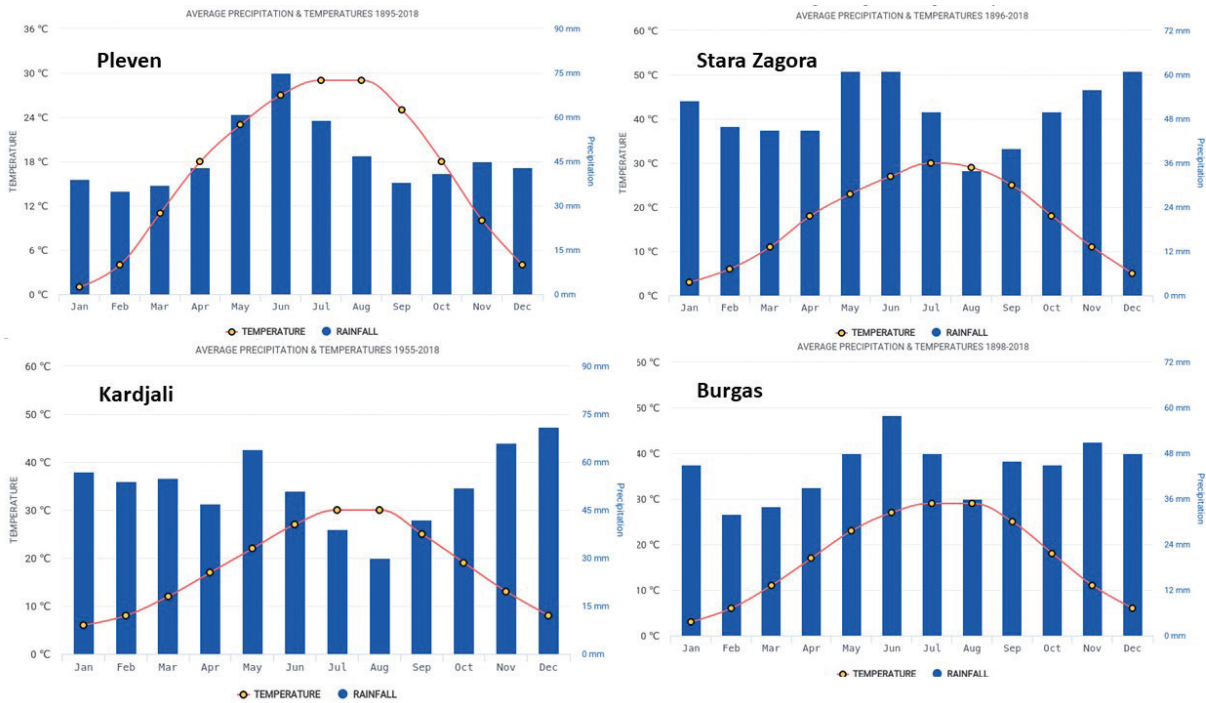 AVERAGE PRECIPITATION & TEMPERATURES 1895-2018
Pleven
TEMPERATURE
36 °C
30 °C
24 °C
18 °C
12 °C
6 °C
0 °C
90 mm
75 mm
60 mm
45 mm
30 mm
15 mm
0 mm
Precipitation
Jan Feb Mar Apr May Jun Jul Aug Sep Oct Nov Dec
TEMPERATURE RAINFALL
AVERAGE PRECIPITATION & TEMPERATURES 1896-2018
Stara Zagora
TEMPERATURE
60 °C
50 °C
40 °C
30 °C
20 °C
10 °C
0 °C
72 mm
60 mm
48 mm
36 mm
24 mm
12 mm
0 mm
Precipitation
Jan Feb Mar Apr May Jun Jul Aug Sep Oct Nov Dec
TEMPERATURE RAINFALL
AVERAGE PRECIPITATION & TEMPERATURES 1955-2018
Kardjali
TEMPERATURE
60 °C
50 °C
40 °C
30 °C
20 °C
10 °C
0 °C
90 mm
75 mm
60 mm
45 mm
30 mm
15 mm
0 mm
Precipitation
Jan Feb Mar Apr May Jun Jul Aug Sep Oct Nov Dec
TEMPERATURE RAINFALL
AVERAGE PRECIPITATION & TEMPERATURES 1898-2018
Burgas
TEMPERATURE
60 °C
50 °C
40 °C
30 °C
20 °C
10 °C
0 °C
72 mm
60 mm
48 mm
36 mm
24 mm
12 mm
0 mm
Precipitation
Jan Feb Mar Apr May Jun Jul Aug Sep Oct Nov Dec
TEMPERATURE RAINFALL